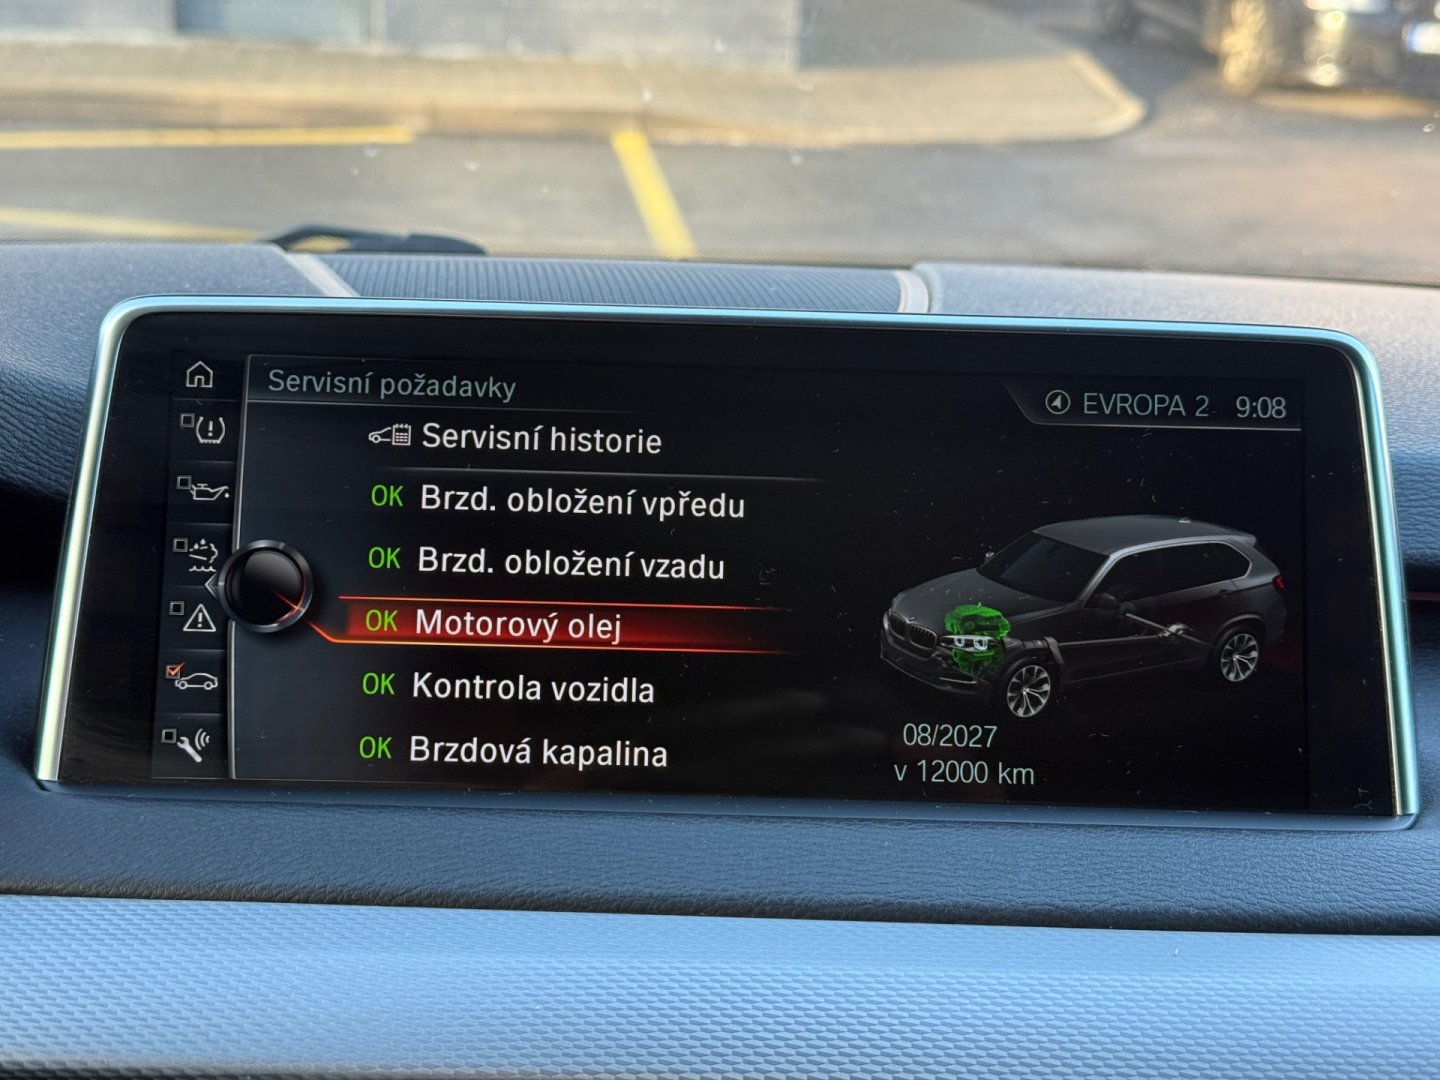 Servisní požadavky
EVROPA 2 9:08
Servisní historie
OK Brzd. obložení vpředu
OK Brzd. obložení vzadu
OK Motorový olej
OK Kontrola vozidla
OK Brzdová kapalina
08/2027
v 12000 km